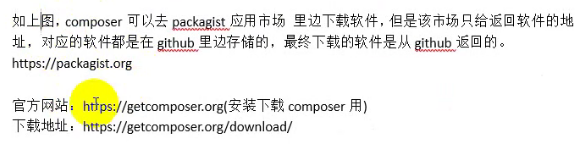 如上图，composer 可以去 packagist 应用市场 里边下载软件，但是该市场只给返回软件的地
址，对应的软件都是在 github 里边存储的，最终下载的软件是从 github 返回的。
https://packagist.org
官方网站：https://getcomposer.org(安装下载 composer 用)
下载地址：https://getcomposer.org/download/